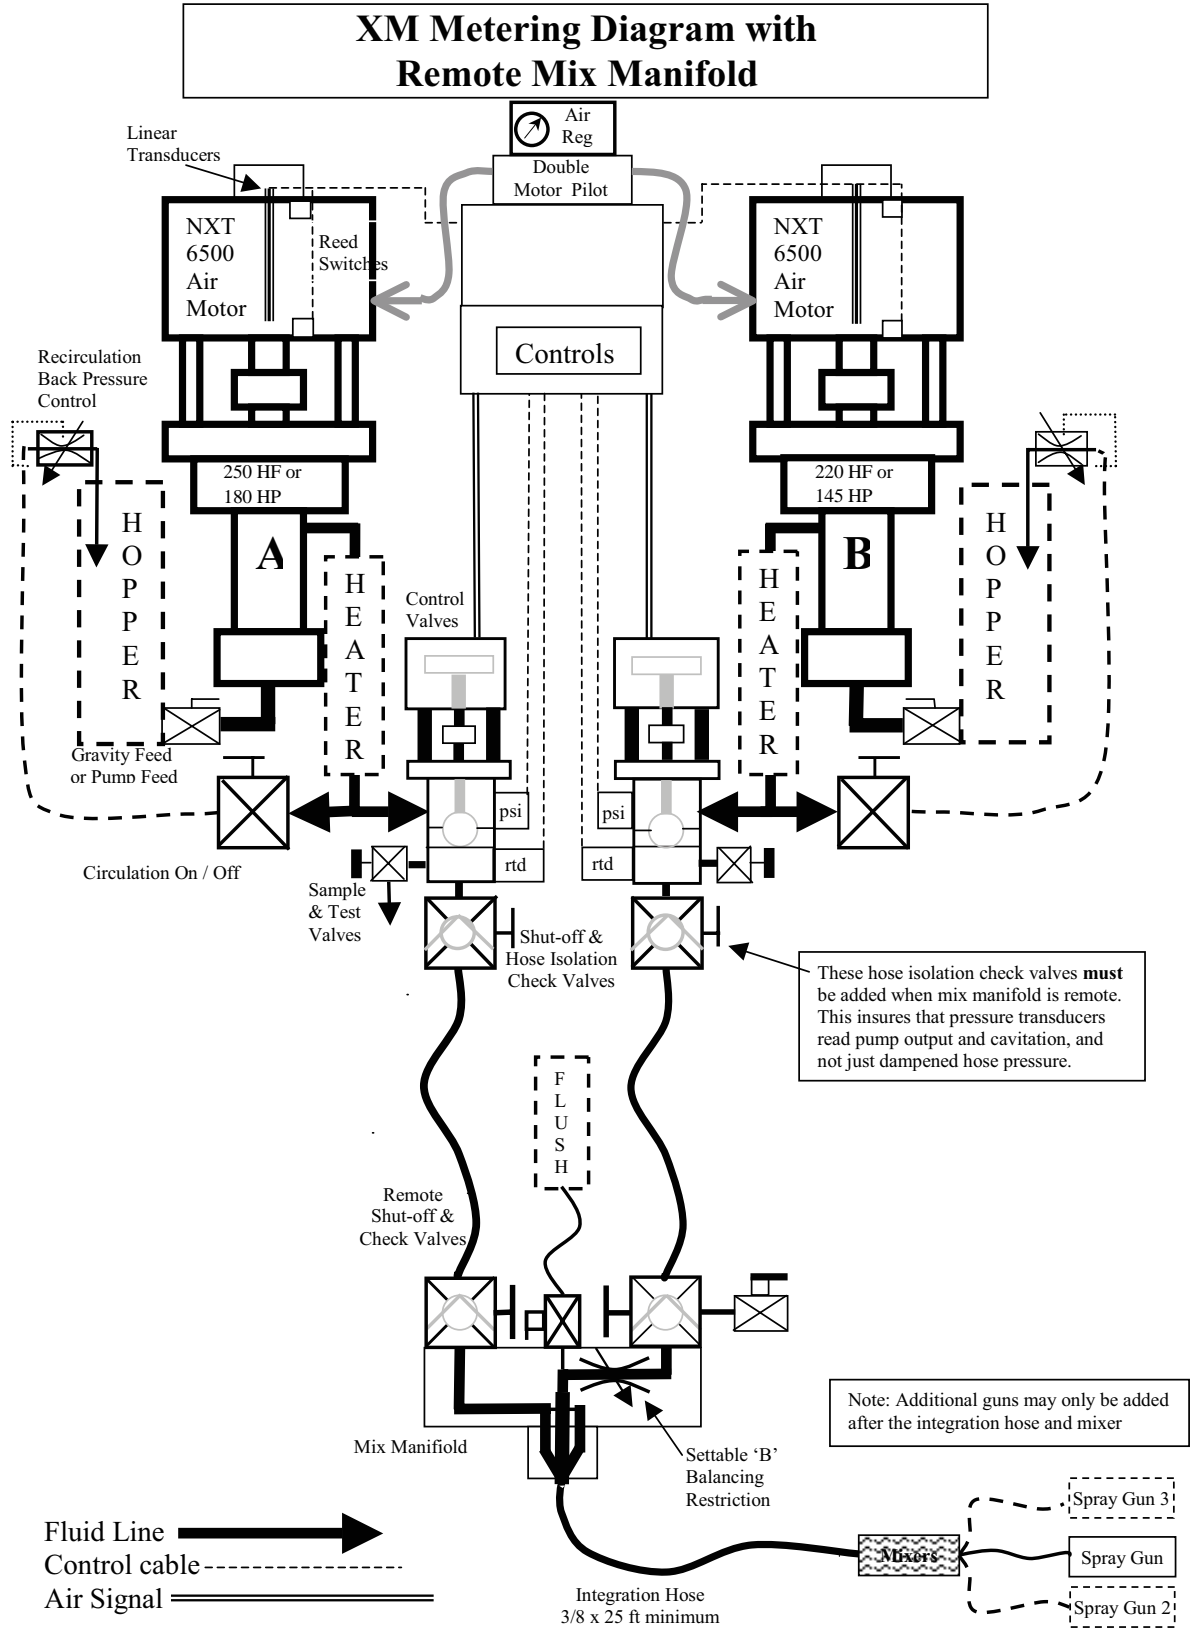 XM Metering Diagram with
Remote Mix Manifold
Air
Reg
Double
Motor Pilot
Linear
Transducers
NXT
6500
Air
Motor
Reed
Switches
NXT
6500
Air
Motor
Controls
Recirculation
Back Pressure
Control
250 HF or
180 HP
220 HF or
145 HP
A
B
HOPPER
HEATER
HEATER
HOPPER
Control
Valves
Gravity Feed
or Pump Feed
psi
psi
rtd
rtd
Circulation On / Off
Sample
& Test
Valves
Shut-off &
Hose Isolation
Check Valves
These hose isolation check valves must
be added when mix manifold is remote.
This insures that pressure transducers
read pump output and cavitation, and
not just dampened hose pressure.
FLUSH
Remote
Shut-off &
Check Valves
Mix Manifiold
Settable ‘B’
Balancing
Restriction
Note: Additional guns may only be added
after the integration hose and mixer
Fluid Line
Control cable
Air Signal
Mixers
Spray Gun 3
Spray Gun
Spray Gun 2
Integration Hose
3/8 x 25 ft minimum